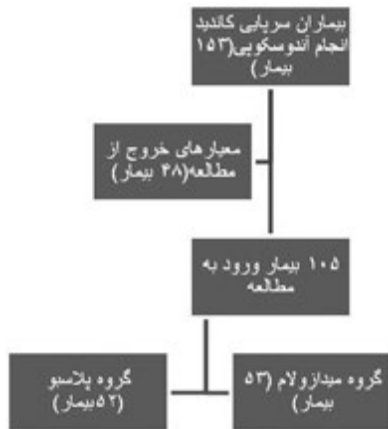 بیماران سرپایی کاندید
انجام آندوسکوپی(۱۵۳
بیمار)
معیارهای خروج از
مطالعه(۴۸ بیمار)
۱۰۵ بیمار ورود به
مطالعه
گروه میدازولام (۵۳
بیمار)
گروه پلاسبو
(۵۲بیمار)